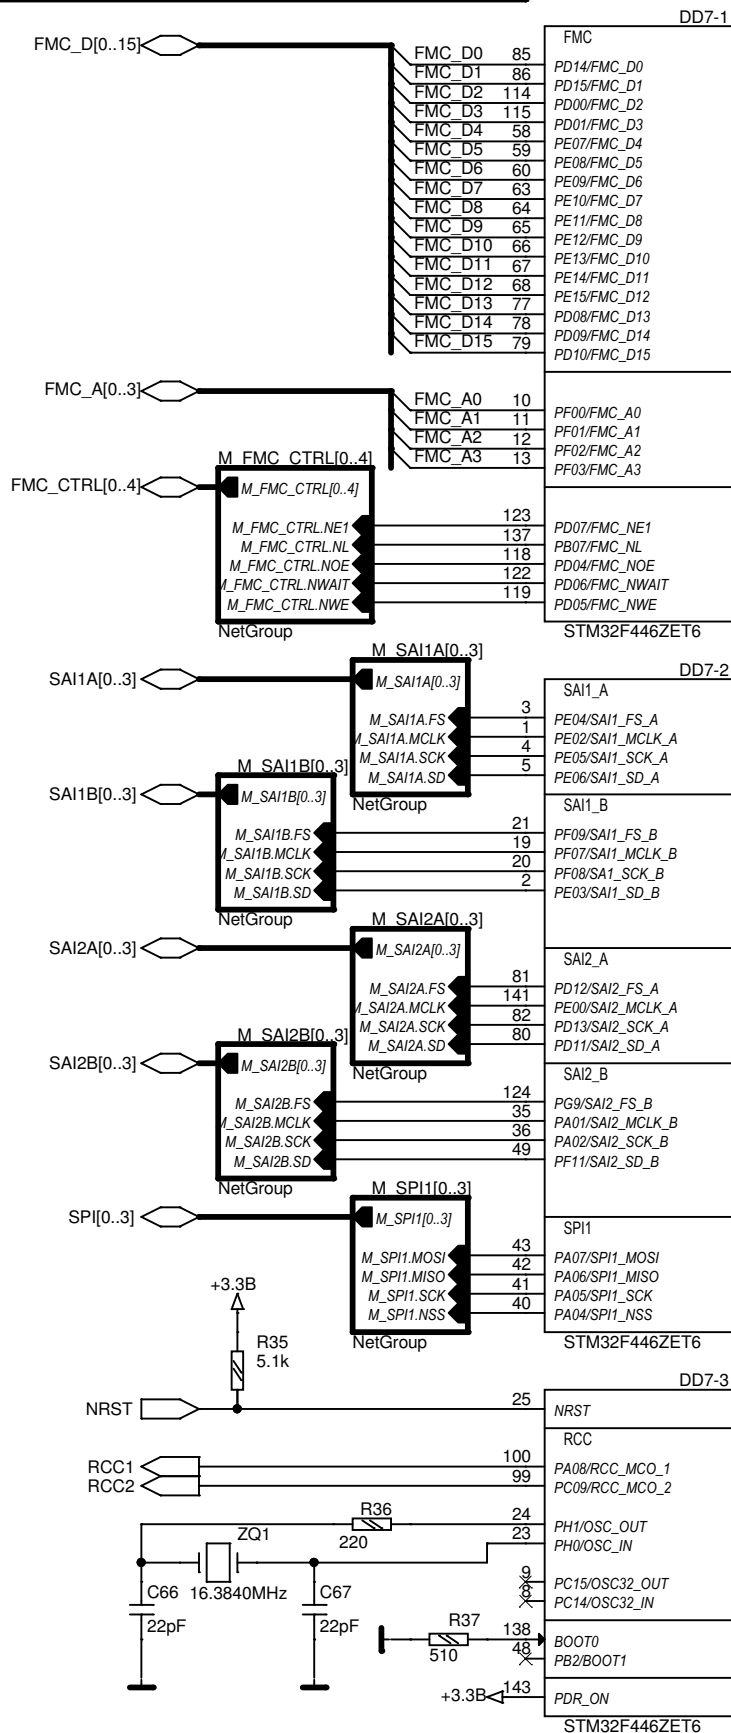 DD7-1
FMC_D[0..15]
FMC
FMC_D0 85 PD14/FMC_D0
FMC_D1 86 PD15/FMC_D1
FMC_D2 114 PD00/FMC_D2
FMC_D3 115 PD01/FMC_D3
FMC_D4 58 PE07/FMC_D4
FMC_D5 59 PE08/FMC_D5
FMC_D6 60 PE09/FMC_D6
FMC_D7 63 PE10/FMC_D7
FMC_D8 64 PE11/FMC_D8
FMC_D9 65 PE12/FMC_D9
FMC_D10 66 PE13/FMC_D10
FMC_D11 67 PE14/FMC_D11
FMC_D12 68 PE15/FMC_D12
FMC_D13 77 PD08/FMC_D13
FMC_D14 78 PD09/FMC_D14
FMC_D15 79 PD10/FMC_D15
FMC_A[0..3]
FMC_A0 10 PF00/FMC_A0
FMC_A1 11 PF01/FMC_A1
FMC_A2 12 PF02/FMC_A2
FMC_A3 13 PF03/FMC_A3
M_FMC_CTRL[0..4]
FMC_CTRL[0..4] M_FMC_CTRL[0..4]
M_FMC_CTRL.NE1 123 PD07/FMC_NE1
M_FMC_CTRL.NL 137 PB07/FMC_NL
M_FMC_CTRL.NOE 118 PD04/FMC_NOE
M_FMC_CTRL.NWAIT 122 PD06/FMC_NWAIT
M_FMC_CTRL.NWE 119 PD05/FMC_NWE
NetGroup STM32F446ZET6
M_SAI1A[0..3] DD7-2
SAI1A[0..3] M_SAI1A[0..3] SAI1_A
M_SAI1A.FS 3 PE04/SAI1_FS_A
M_SAI1A.MCLK 1 PE02/SAI1_MCLK_A
M_SAI1A.SCK 4 PE05/SAI1_SCK_A
M_SAI1A.SD 5 PE06/SAI1_SD_A
M_SAI1B[0..3]
SAI1B[0..3] M_SAI1B[0..3] NetGroup SAI1_B
M_SAI1B.FS 21 PF09/SAI1_FS_B
M_SAI1B.MCLK 19 PF07/SAI1_MCLK_B
M_SAI1B.SCK 20 PF08/SA1_SCK_B
M_SAI1B.SD 2 PE03/SAI1_SD_B
NetGroup M_SAI2A[0..3]
SAI2A[0..3] M_SAI2A[0..3] SAI2_A
M_SAI2A.FS 81 PD12/SAI2_FS_A
M_SAI2A.MCLK 141 PE00/SAI2_MCLK_A
M_SAI2A.SCK 82 PD13/SAI2_SCK_A
M_SAI2A.SD 80 PD11/SAI2_SD_A
M_SAI2B[0..3]
SAI2B[0..3] M_SAI2B[0..3] NetGroup SAI2_B
M_SAI2B.FS 124 PG9/SAI2_FS_B
M_SAI2B.MCLK 35 PA01/SAI2_MCLK_B
M_SAI2B.SCK 36 PA02/SAI2_SCK_B
M_SAI2B.SD 49 PF11/SAI2_SD_B
NetGroup M_SPI1[0..3]
SPI[0..3] M_SPI1[0..3] SPI1
M_SPI1.MOSI 43 PA07/SPI1_MOSI
M_SPI1.MISO 42 PA06/SPI1_MISO
M_SPI1.SCK 41 PA05/SPI1_SCK
M_SPI1.NSS 40 PA04/SPI1_NSS
NetGroup STM32F446ZET6
+3.3B
R35
5.1k
DD7-3
NRST 25 NRST
RCC
RCC1 100 PA08/RCC_MCO_1
RCC2 99 PC09/RCC_MCO_2
R36 24 PH1/OSC_OUT
220 23 PH0/OSC_IN
ZQ1
9 PC15/OSC32_OUT
C66 16.3840MHz C67 8 PC14/OSC32_IN
22pF 22pF
R37 138 BOOT0
510 48 PB2/BOOT1
+3.3B 143 PDR_ON
STM32F446ZET6